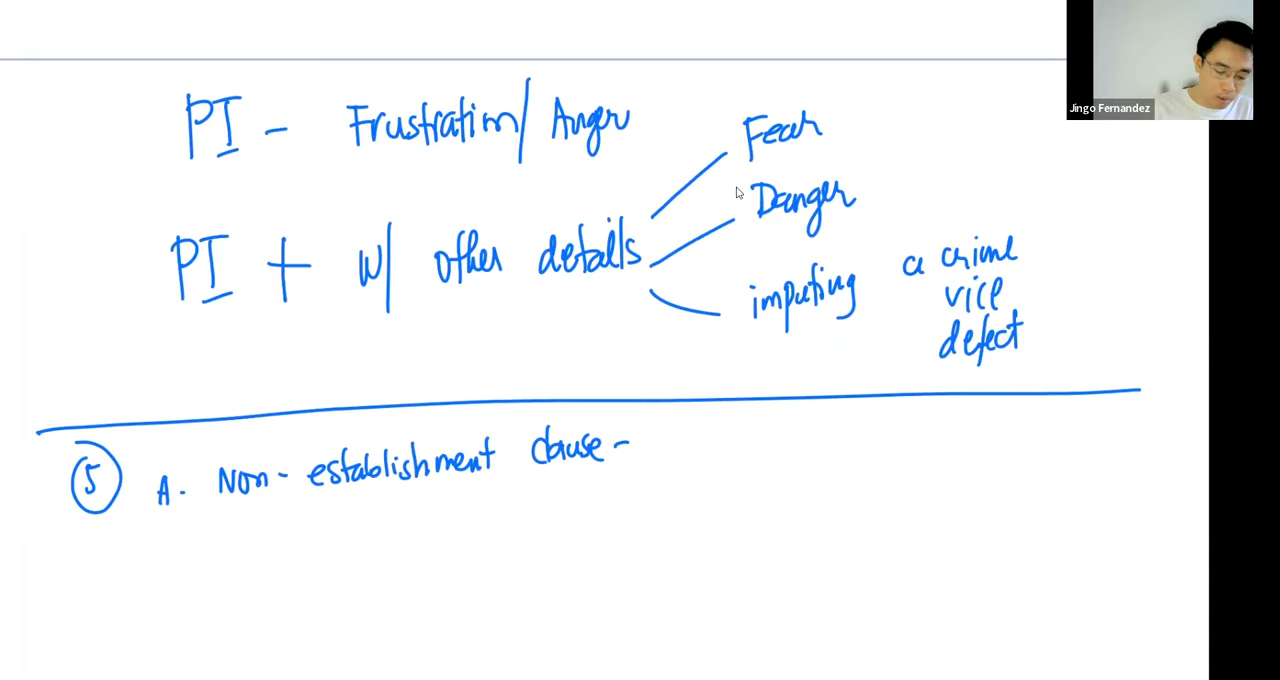 Jingo Fernandez
PI - Frustration/ Anger
Fear
Danger
PI + w/ other details
imputing a crime
vice
defect
5 A. Non-establishment clause -